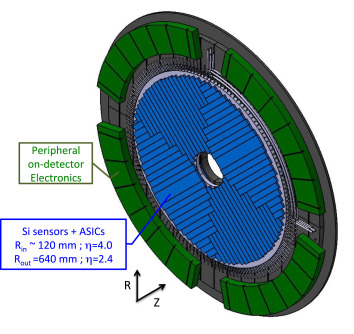 Peripheral
on-detector
Electronics
Si sensors + ASICs
R_in ~ 120 mm ; η=4.0
R_out =640 mm ; η=2.4
R
Z